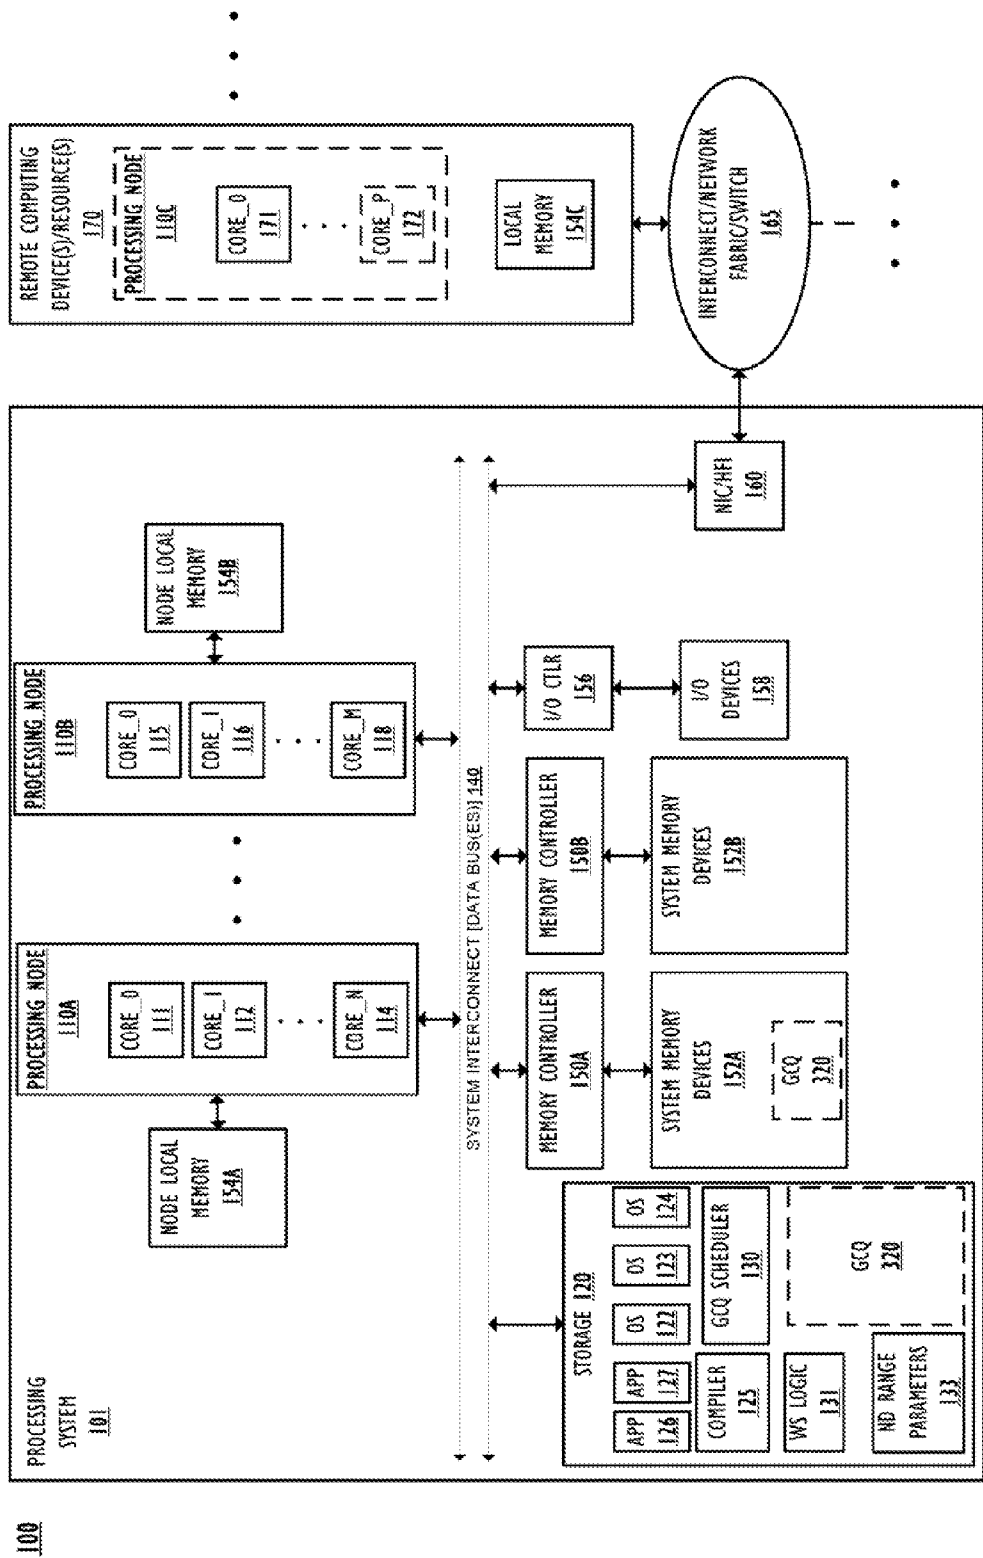 100
PROCESSING
SYSTEM
101
NODE LOCAL
MEMORY
154A
PROCESSING NODE
110A
CORE_0
111
CORE_1
112
CORE_N
114
PROCESSING NODE
110B
CORE_0
115
CORE_1
116
CORE_M
118
NODE LOCAL
MEMORY
154B
SYSTEM INTERCONNECT [DATA BUS(ES)] 140
STORAGE 120
APP
126
APP
127
OS
122
OS
123
OS
124
COMPILER
125
GCQ SCHEDULER
130
WS LOGIC
131
ND RANGE
PARAMETERS
133
GCQ
320
MEMORY CONTROLLER
150A
SYSTEM MEMORY
DEVICES
152A
GCQ
320
MEMORY CONTROLLER
150B
SYSTEM MEMORY
DEVICES
152B
I/O CTLR
156
I/O
DEVICES
158
NIC/HFI
160
REMOTE COMPUTING
DEVICE(S)/RESOURCE(S)
170
PROCESSING NODE
110C
CORE_0
171
CORE_P
172
LOCAL
MEMORY
154C
INTERCONNECT/NETWORK
FABRIC/SWITCH
165